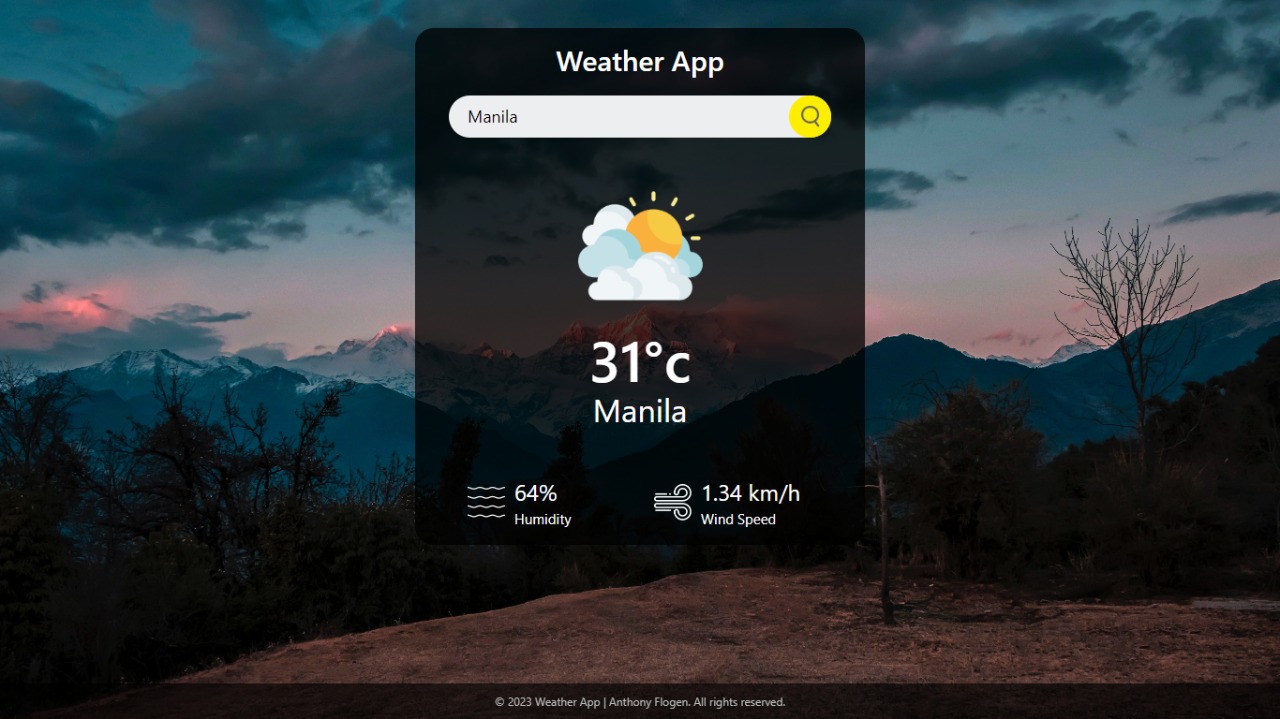 Weather App
Manila
31°c
Manila
64%
Humidity
1.34 km/h
Wind Speed
© 2023 Weather App | Anthony Flogen. All rights reserved.